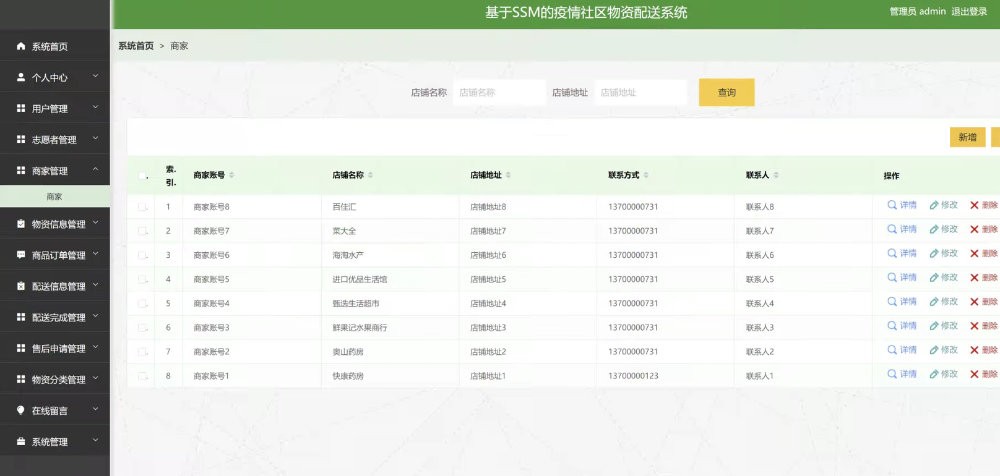 基于SSM的疫情社区物资配送系统
管理员 admin 退出登录
系统首页
个人中心
用户管理
志愿者管理
商家管理
商家
物资信息管理
商品订单管理
配送信息管理
配送完成管理
售后申请管理
物资分类管理
在线留言
系统管理
系统首页 > 商家
店铺名称 店铺名称 店铺地址 店铺地址 查询
新增
索. 引. 商家账号 店铺名称 店铺地址 联系方式 联系人 操作
1 商家账号8 百佳汇 店铺地址8 13700000731 联系人8 详情 修改 删除
2 商家账号7 菜大全 店铺地址7 13700000731 联系人7 详情 修改 删除
3 商家账号6 海淘水产 店铺地址6 13700000731 联系人6 详情 修改 删除
4 商家账号5 进口优品生活馆 店铺地址5 13700000731 联系人5 详情 修改 删除
5 商家账号4 甄选生活超市 店铺地址4 13700000731 联系人4 详情 修改 删除
6 商家账号3 鲜果记水果商行 店铺地址3 13700000731 联系人3 详情 修改 删除
7 商家账号2 奥山药房 店铺地址2 13700000731 联系人2 详情 修改 删除
8 商家账号1 快康药房 店铺地址1 13700000123 联系人1 详情 修改 删除